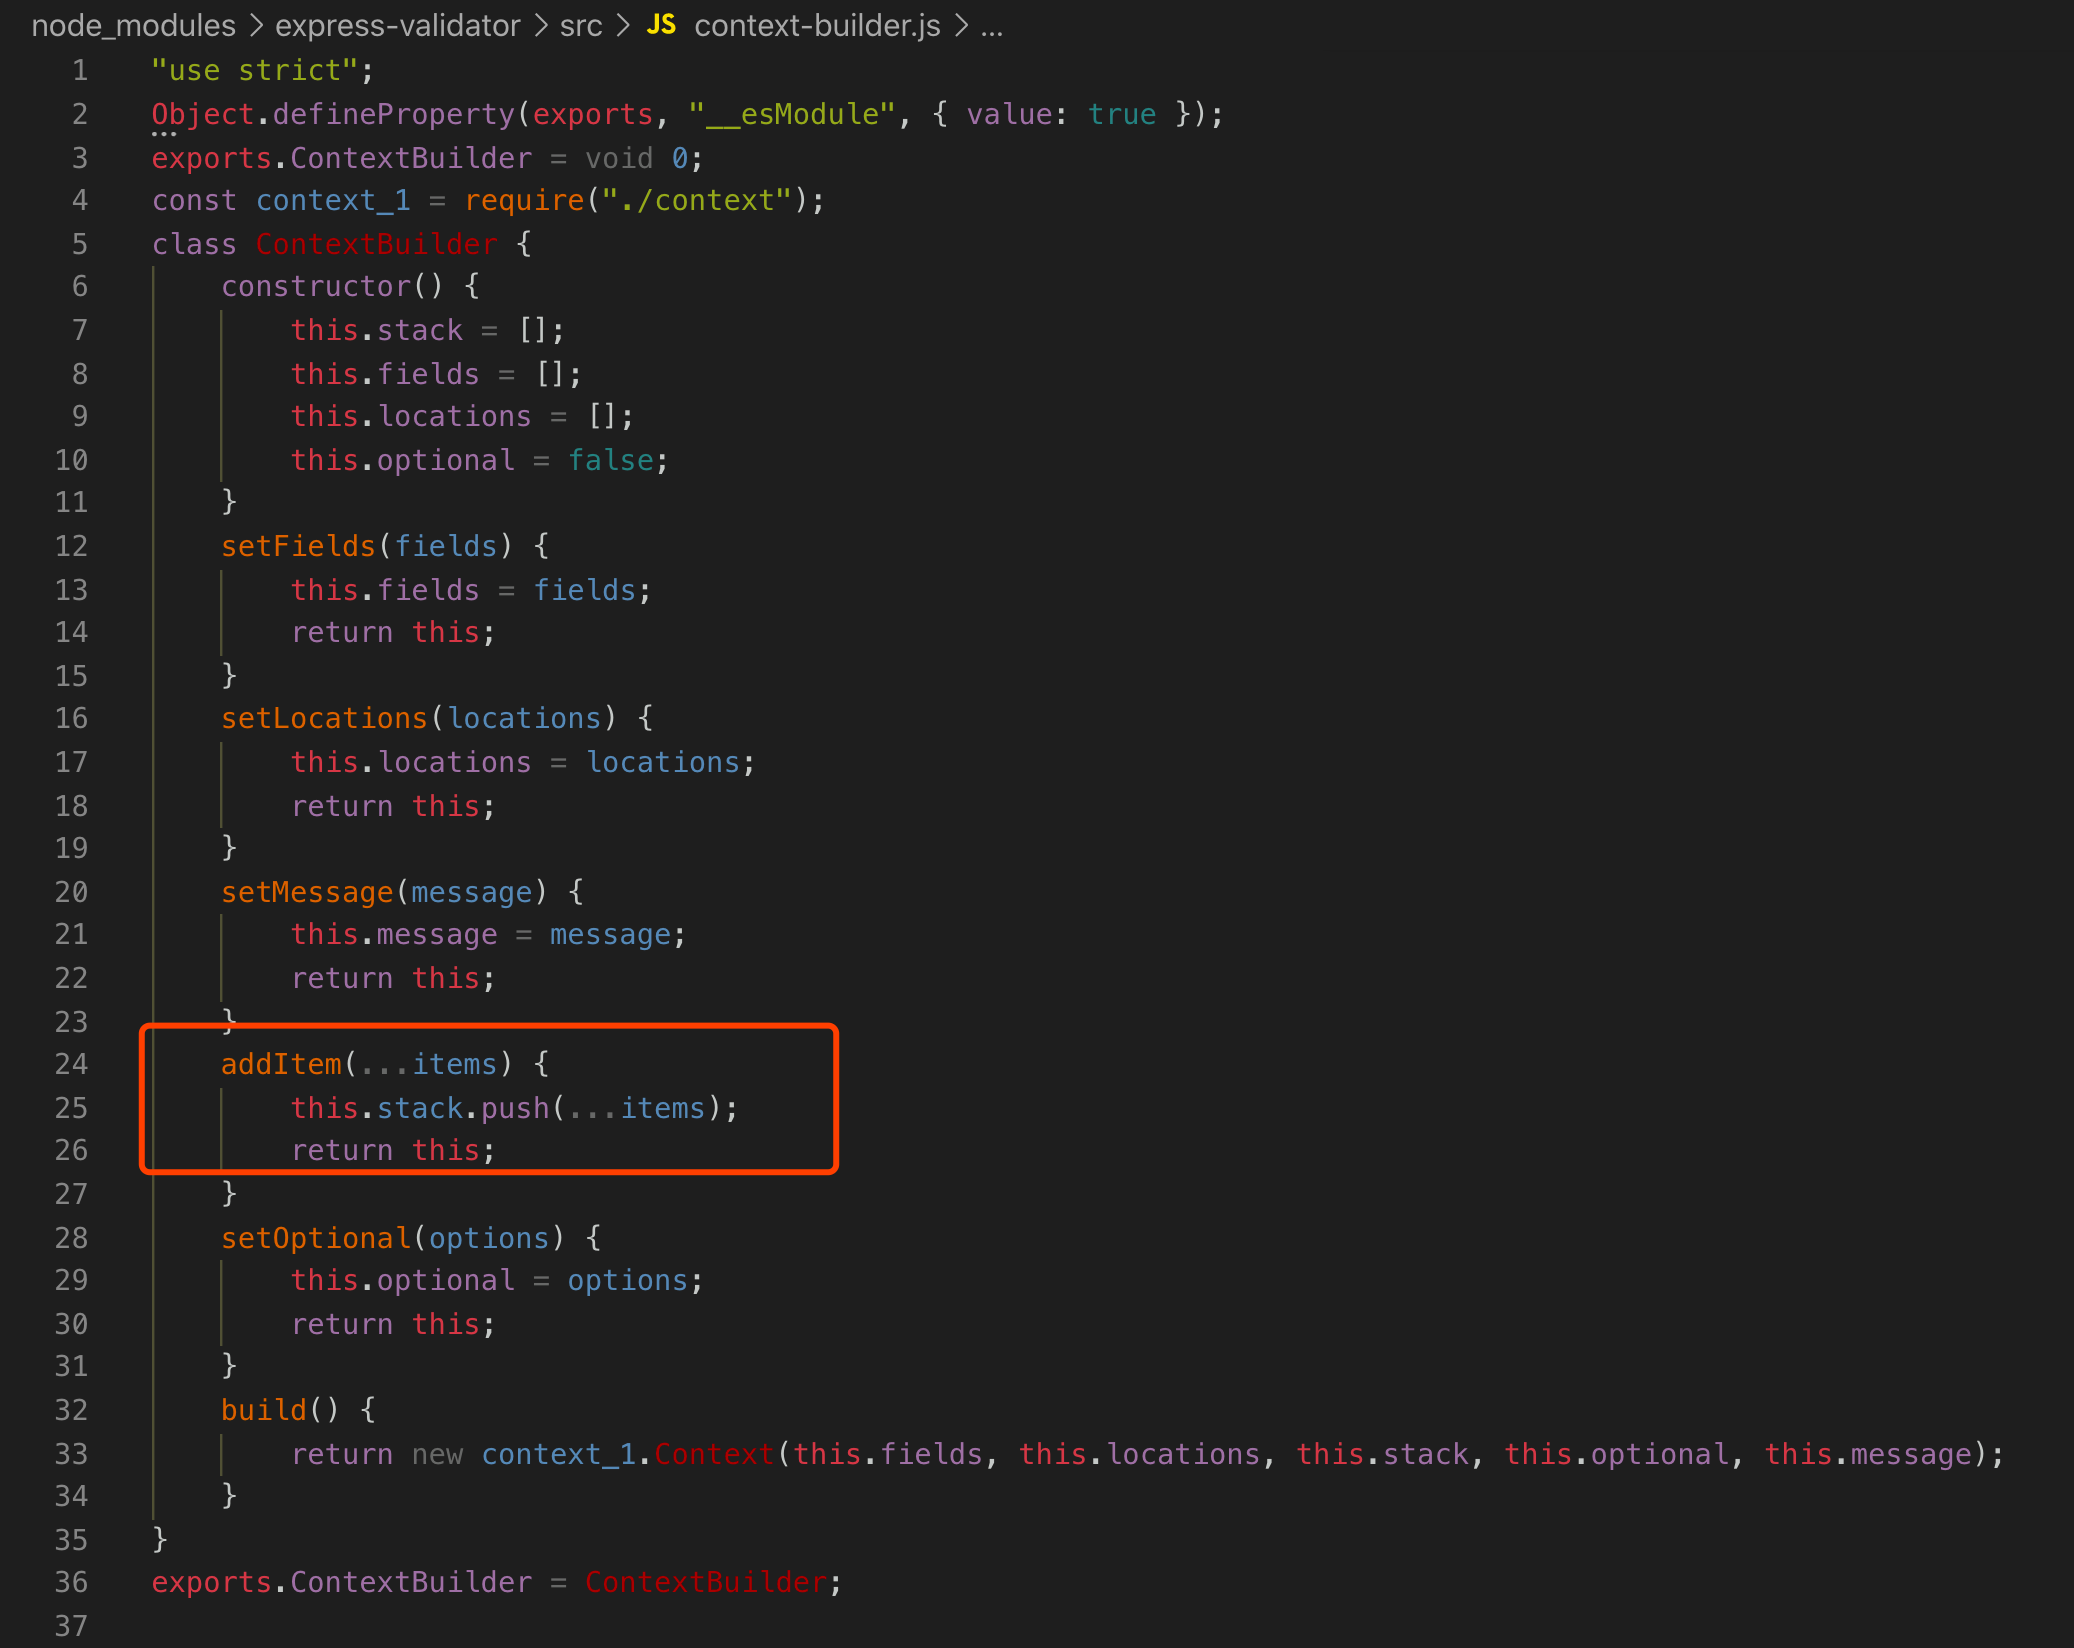 node_modules > express-validator > src > JS context-builder.js > ...
1 "use strict";
2 Object.defineProperty(exports, "__esModule", { value: true });
3 exports.ContextBuilder = void 0;
4 const context_1 = require("./context");
5 class ContextBuilder {
6 constructor() {
7 this.stack = [];
8 this.fields = [];
9 this.locations = [];
10 this.optional = false;
11 }
12 setFields(fields) {
13 this.fields = fields;
14 return this;
15 }
16 setLocations(locations) {
17 this.locations = locations;
18 return this;
19 }
20 setMessage(message) {
21 this.message = message;
22 return this;
23 }
24 addItem(...items) {
25 this.stack.push(...items);
26 return this;
27 }
28 setOptional(options) {
29 this.optional = options;
30 return this;
31 }
32 build() {
33 return new context_1.Context(this.fields, this.locations, this.stack, this.optional, this.message);
34 }
35 }
36 exports.ContextBuilder = ContextBuilder;
37